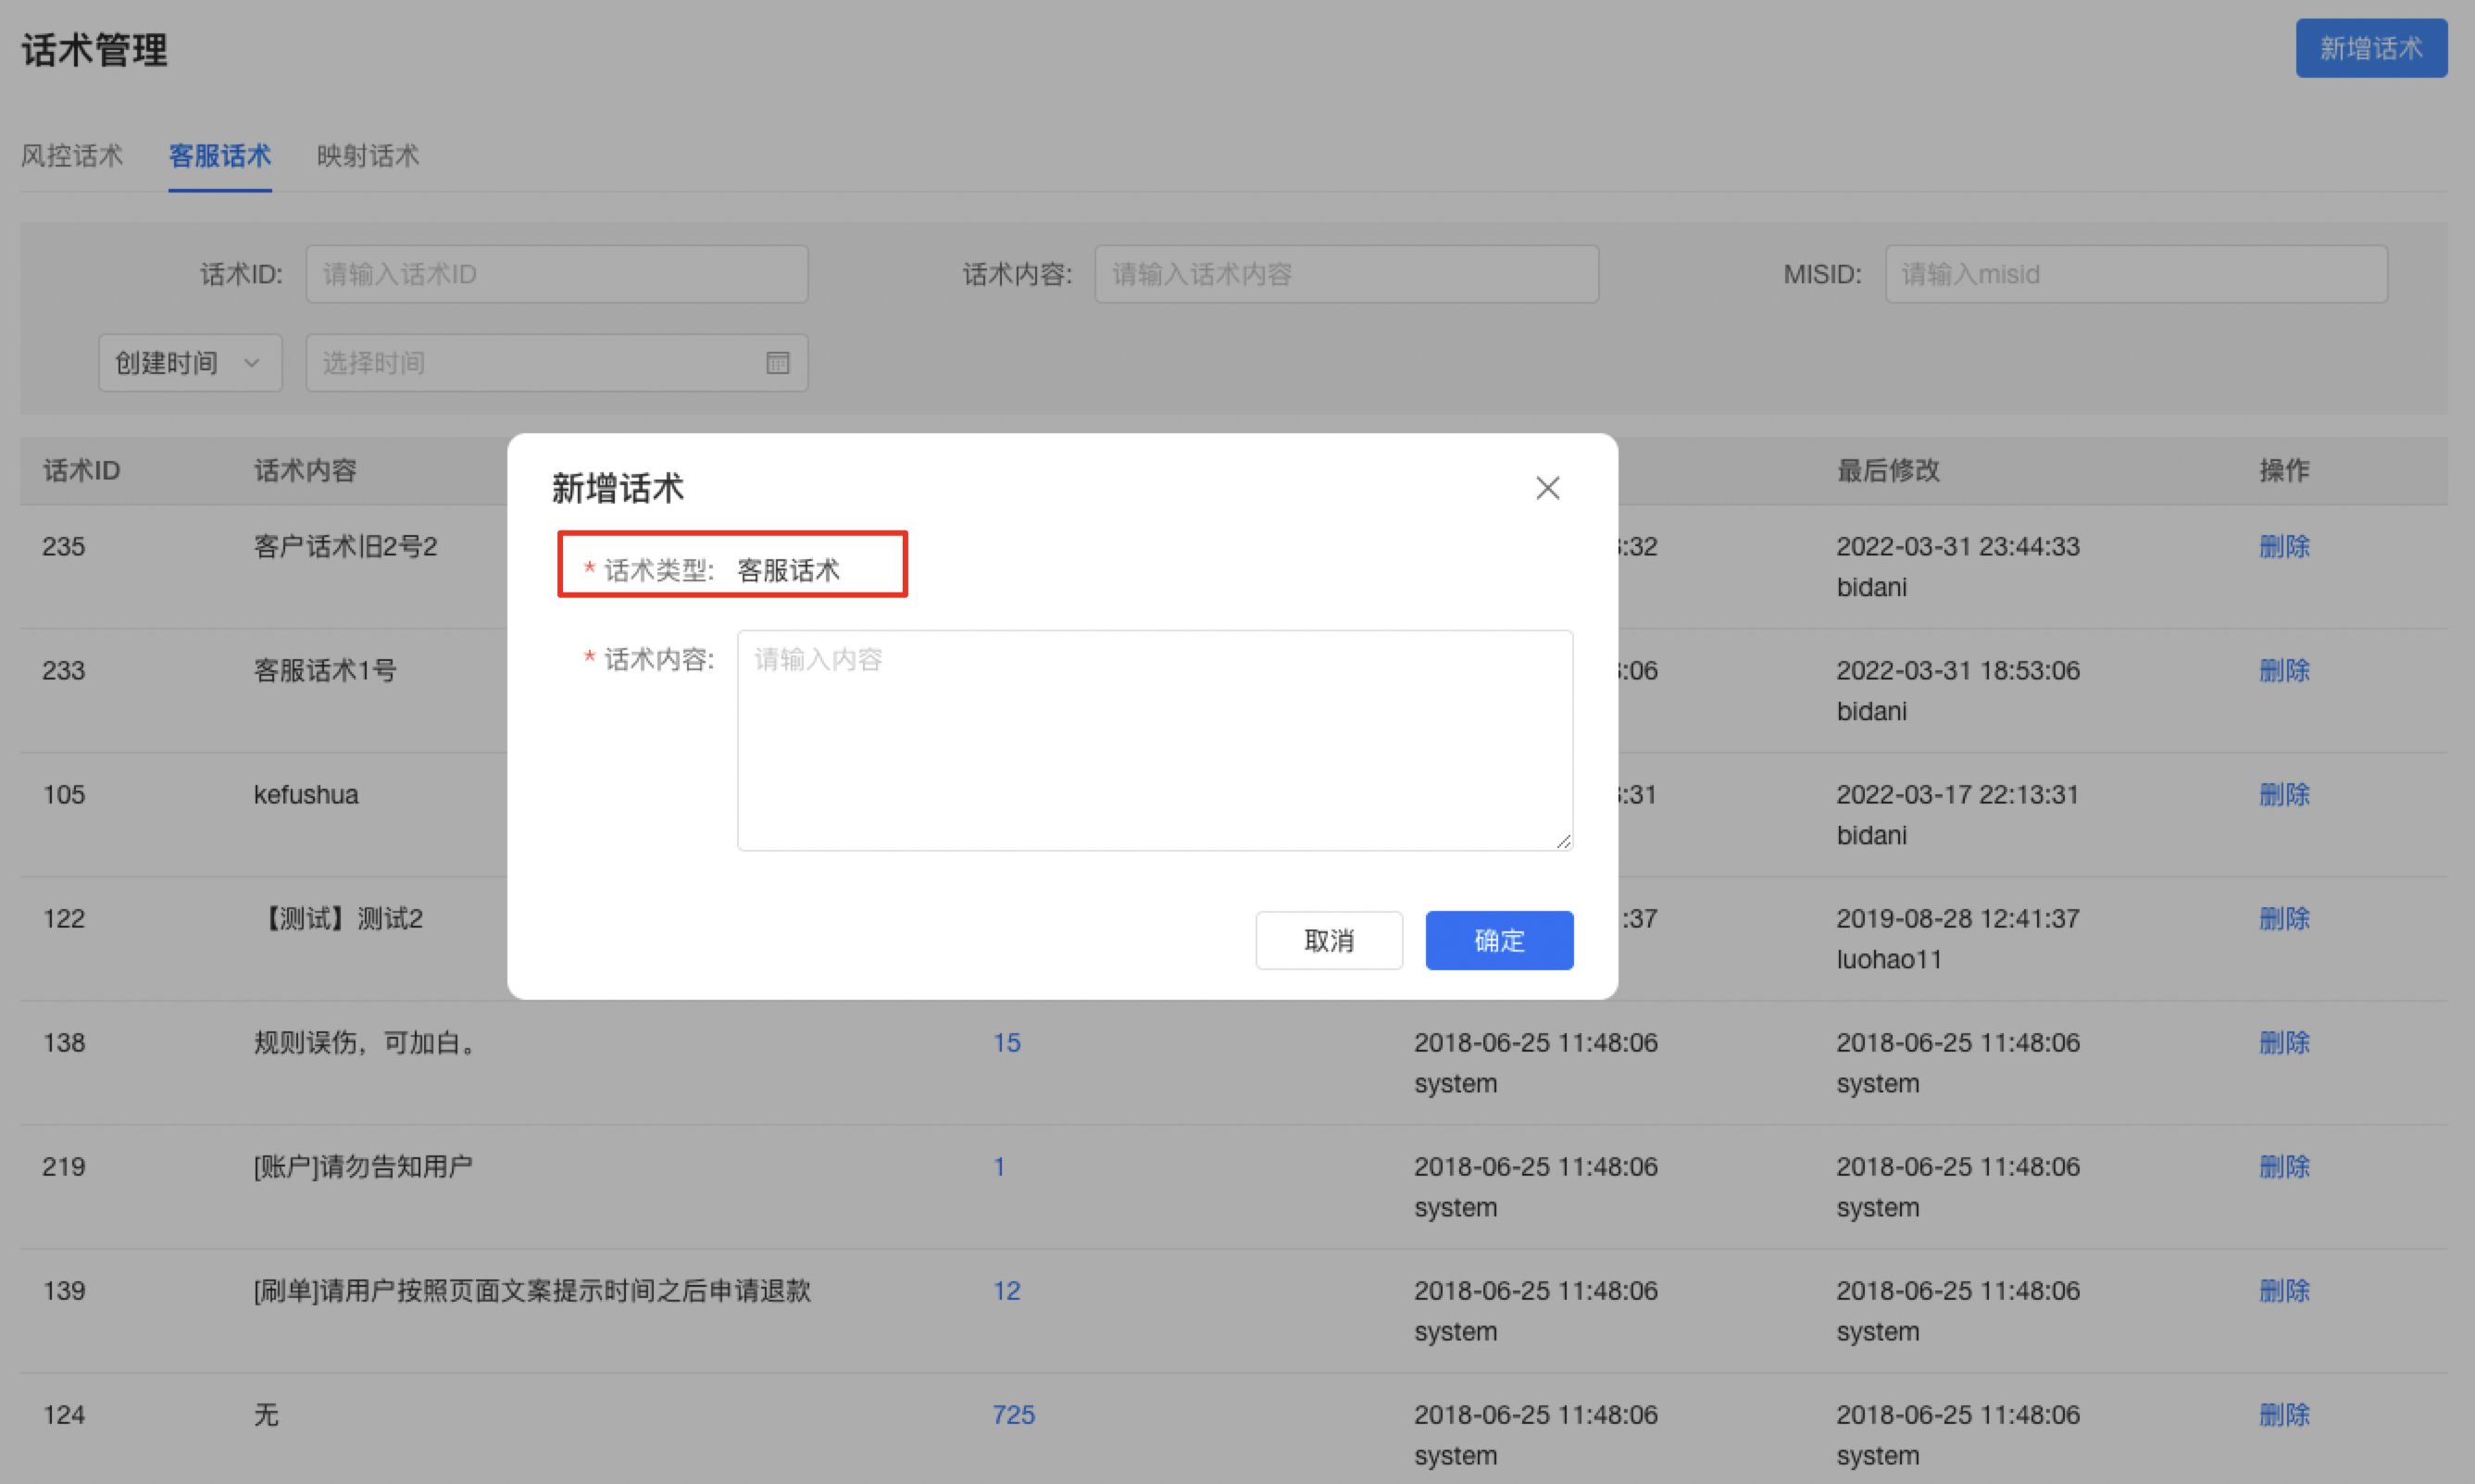 话术管理
新增话术
风控话术 客服话术 映射话术
话术ID: 请输入话术ID 话术内容: 请输入话术内容 MISID: 请输入misid
创建时间 选择时间
话术ID 话术内容 最后修改 操作
新增话术
* 话术类型: 客服话术
* 话术内容: 请输入内容
取消 确定
235 客户话术旧2号2 :32 2022-03-31 23:44:33 删除
bidani
233 客服话术1号 :06 2022-03-31 18:53:06 删除
bidani
105 kefushua :31 2022-03-17 22:13:31 删除
bidani
122 【测试】测试2 :37 2019-08-28 12:41:37 删除
luohao11
138 规则误伤，可加白。 15 2018-06-25 11:48:06 2018-06-25 11:48:06 删除
system system
219 [账户]请勿告知用户 1 2018-06-25 11:48:06 2018-06-25 11:48:06 删除
system system
139 [刷单]请用户按照页面文案提示时间之后申请退款 12 2018-06-25 11:48:06 2018-06-25 11:48:06 删除
system system
124 无 725 2018-06-25 11:48:06 2018-06-25 11:48:06 删除
system system